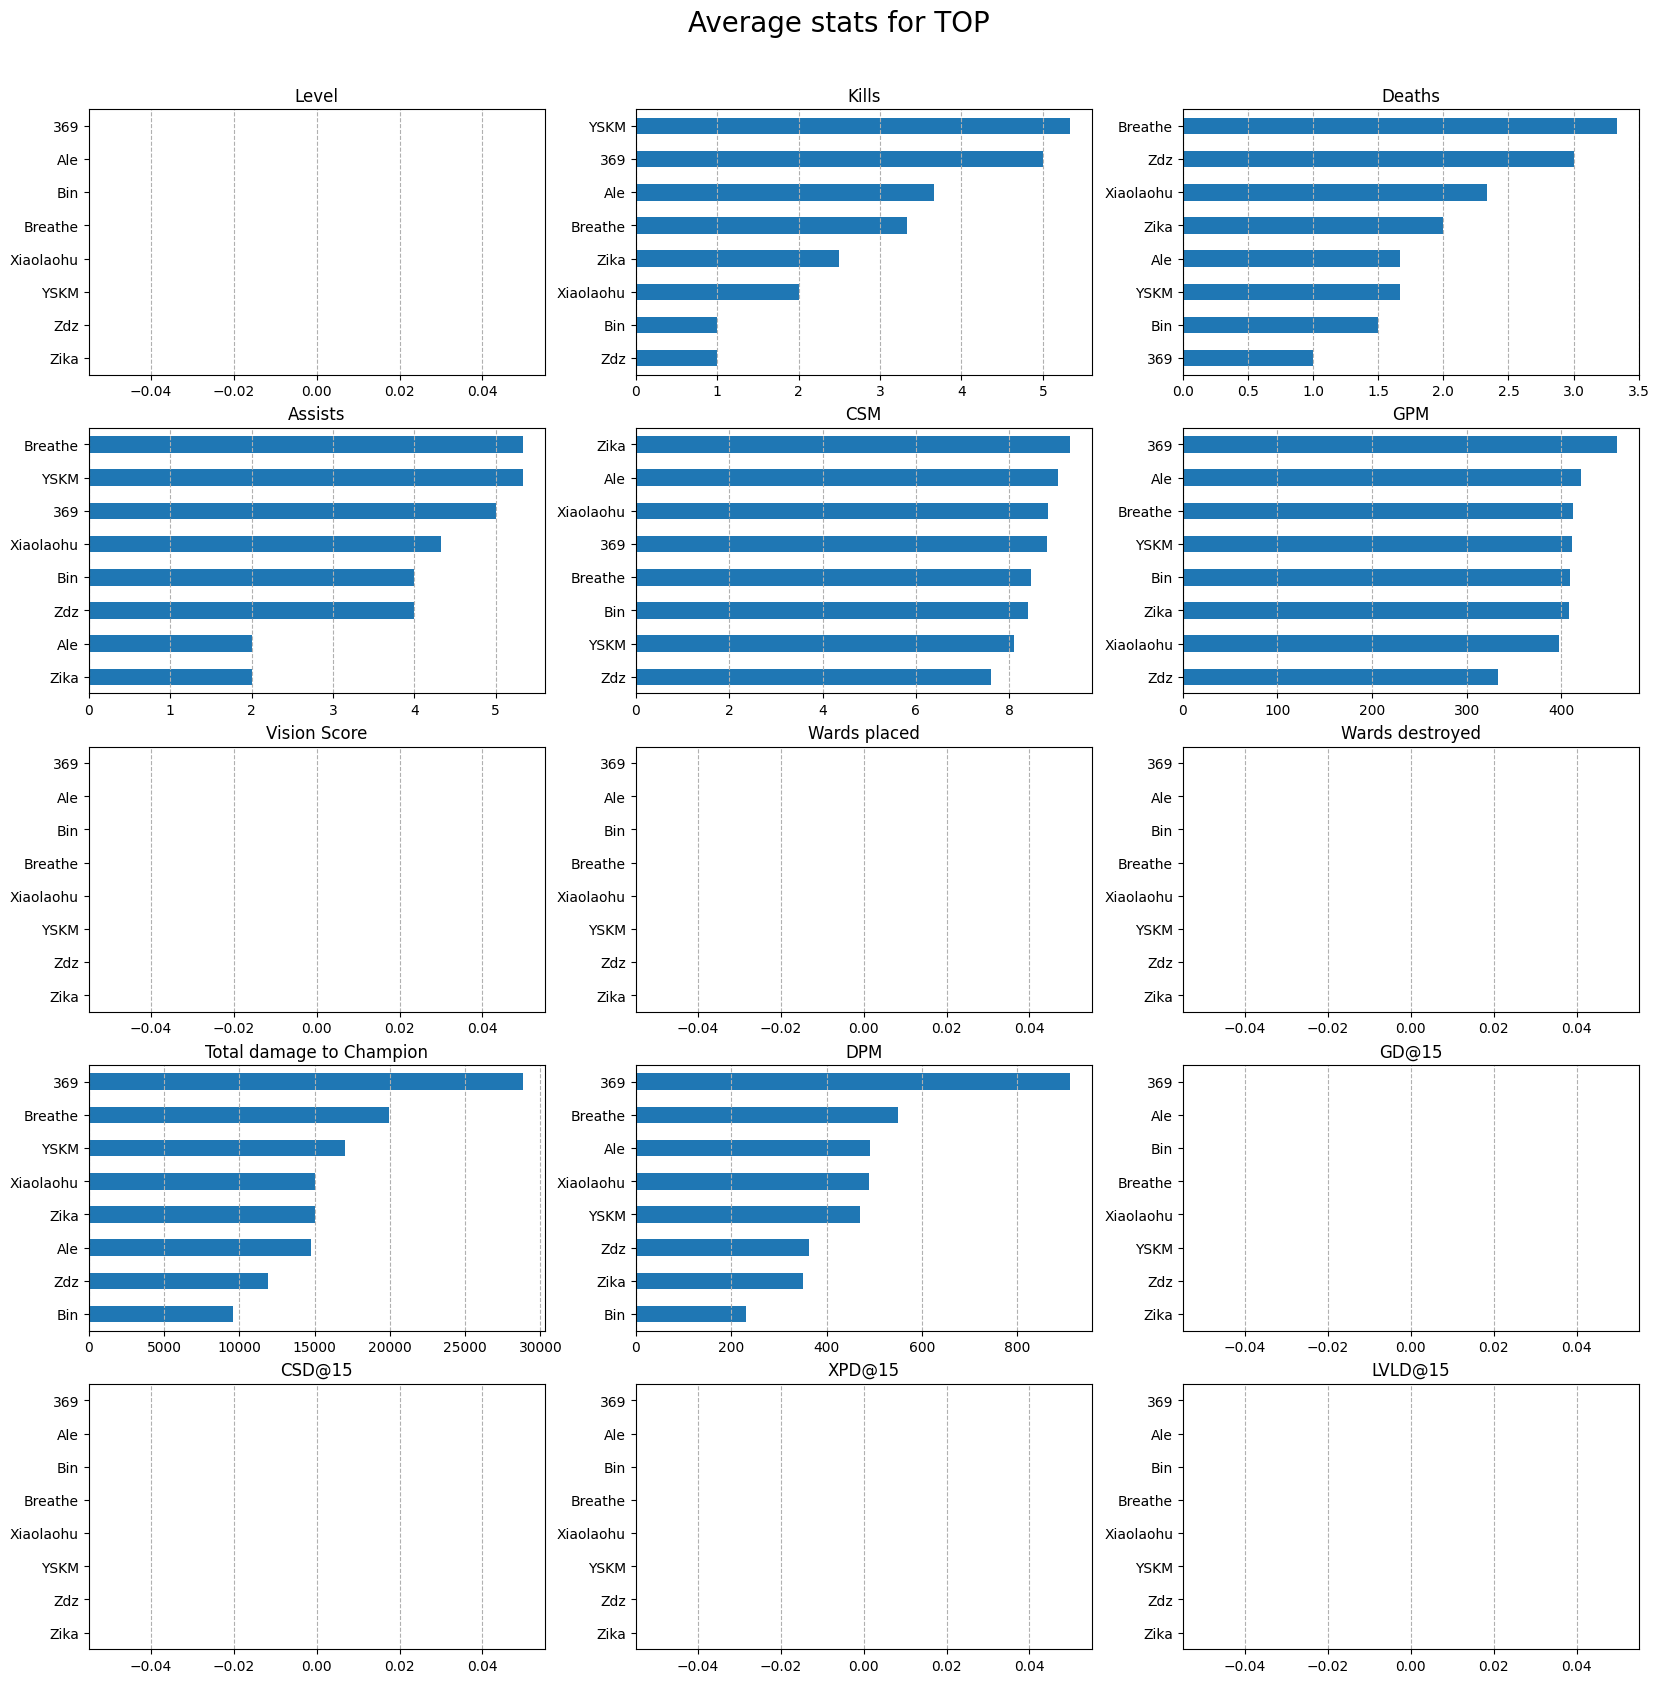 Average stats for TOP
Level
369
Ale
Bin
Breathe
Xiaolaohu
YSKM
Zdz
Zika
−0.04 −0.02 0.00 0.02 0.04
Kills
YSKM
369
Ale
Breathe
Zika
Xiaolaohu
Bin
Zdz
0 1 2 3 4 5
Deaths
Breathe
Zdz
Xiaolaohu
Zika
Ale
YSKM
Bin
369
0.0 0.5 1.0 1.5 2.0 2.5 3.0 3.5
Assists
Breathe
YSKM
369
Xiaolaohu
Bin
Zdz
Ale
Zika
0 1 2 3 4 5
CSM
Zika
Ale
Xiaolaohu
369
Breathe
Bin
YSKM
Zdz
0 2 4 6 8
GPM
369
Ale
Breathe
YSKM
Bin
Zika
Xiaolaohu
Zdz
0 100 200 300 400
Vision Score
369
Ale
Bin
Breathe
Xiaolaohu
YSKM
Zdz
Zika
−0.04 −0.02 0.00 0.02 0.04
Wards placed
369
Ale
Bin
Breathe
Xiaolaohu
YSKM
Zdz
Zika
−0.04 −0.02 0.00 0.02 0.04
Wards destroyed
369
Ale
Bin
Breathe
Xiaolaohu
YSKM
Zdz
Zika
−0.04 −0.02 0.00 0.02 0.04
Total damage to Champion
369
Breathe
YSKM
Xiaolaohu
Zika
Ale
Zdz
Bin
0 5000 10000 15000 20000 25000 30000
DPM
369
Breathe
Ale
Xiaolaohu
YSKM
Zdz
Zika
Bin
0 200 400 600 800
GD@15
369
Ale
Bin
Breathe
Xiaolaohu
YSKM
Zdz
Zika
−0.04 −0.02 0.00 0.02 0.04
CSD@15
369
Ale
Bin
Breathe
Xiaolaohu
YSKM
Zdz
Zika
−0.04 −0.02 0.00 0.02 0.04
XPD@15
369
Ale
Bin
Breathe
Xiaolaohu
YSKM
Zdz
Zika
−0.04 −0.02 0.00 0.02 0.04
LVLD@15
369
Ale
Bin
Breathe
Xiaolaohu
YSKM
Zdz
Zika
−0.04 −0.02 0.00 0.02 0.04